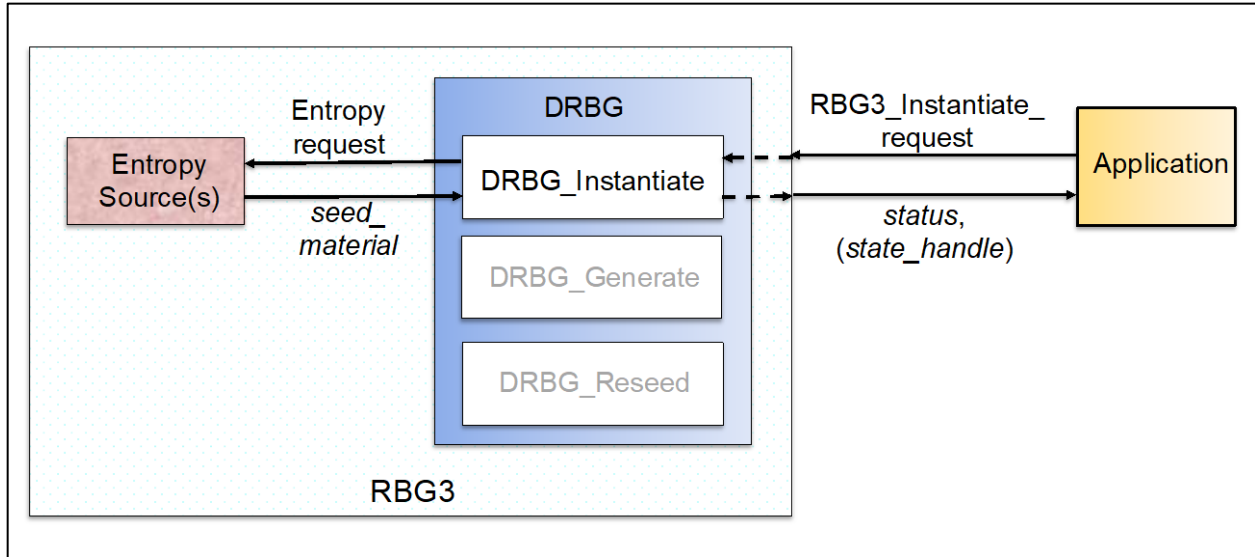 DRBG
Entropy
request
RBG3_Instantiate_
request
Entropy
Source(s)
DRBG_Instantiate
Application
seed_
material
status,
(state_handle)
DRBG_Generate
DRBG_Reseed
RBG3